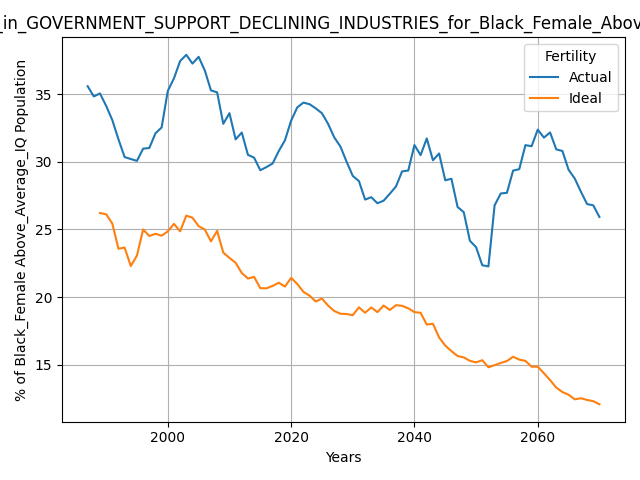 _in_GOVERNMENT_SUPPORT_DECLINING_INDUSTRIES_for_Black_Female_Above
Fertility
Actual
Ideal
% of Black_Female Above_Average_IQ Population
35
30
25
20
15
2000
2020
2040
2060
Years